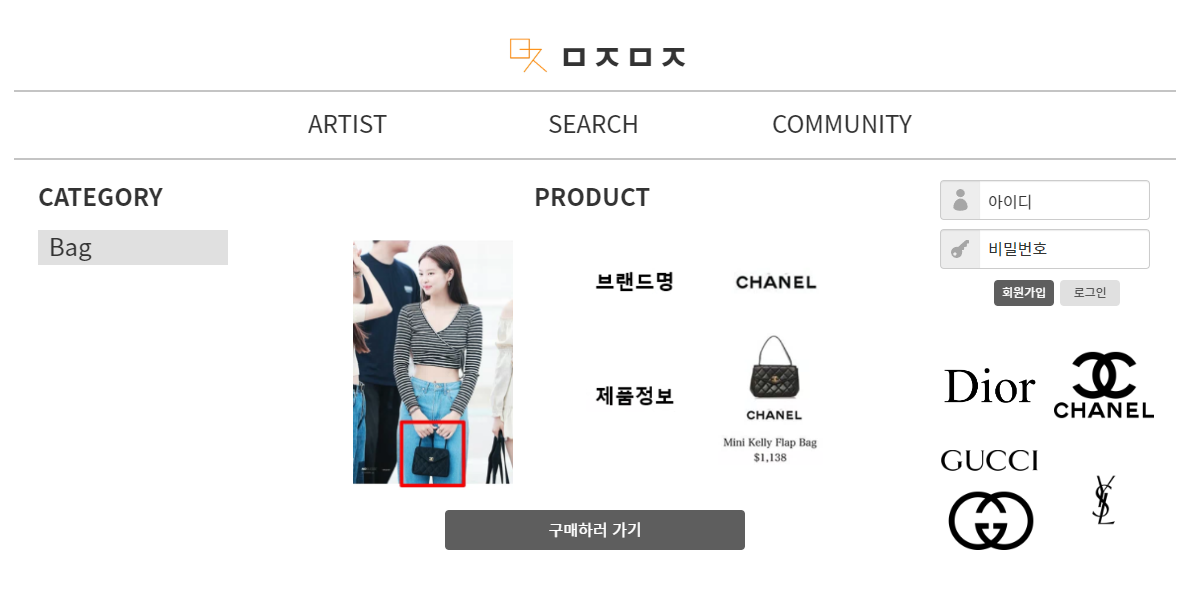 ㅁㅈㅁㅈ
ARTIST SEARCH COMMUNITY
CATEGORY
Bag
PRODUCT
브랜드명 CHANEL
제품정보
CHANEL
Mini Kelly Flap Bag
$1,138
구매하러 가기
아이디
비밀번호
회원가입 로그인
Dior
CHANEL
GUCCI
YSL